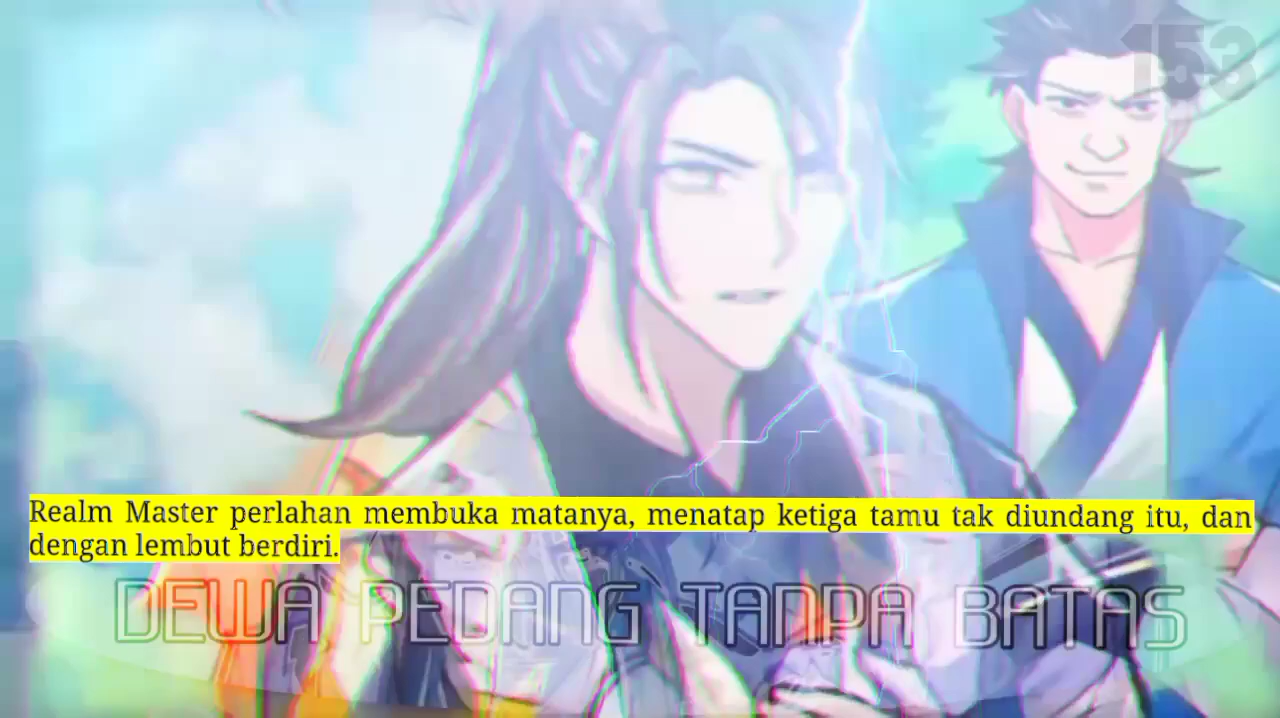 153
Realm Master perlahan membuka matanya, menatap ketiga tamu tak diundang itu, dan
dengan lembut berdiri.
DEWA PEDANG TANPA BATAS